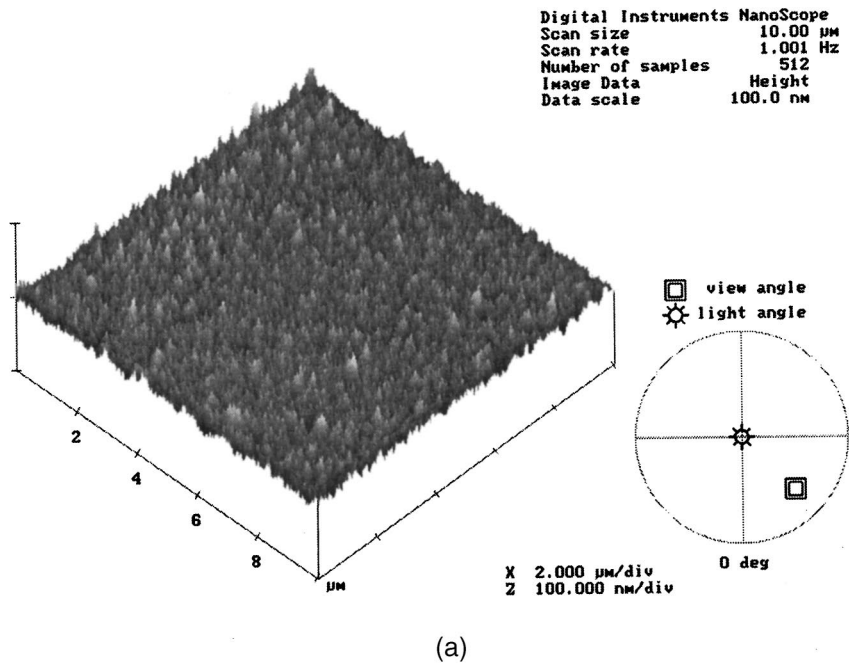 Digital Instruments NanoScope
Scan size 10.00 µm
Scan rate 1.001 Hz
Number of samples 512
Image Data Height
Data scale 100.0 nm
view angle
light angle
2
4
6
8
µm
0 deg
X 2.000 µm/div
Z 100.000 nm/div
(a)